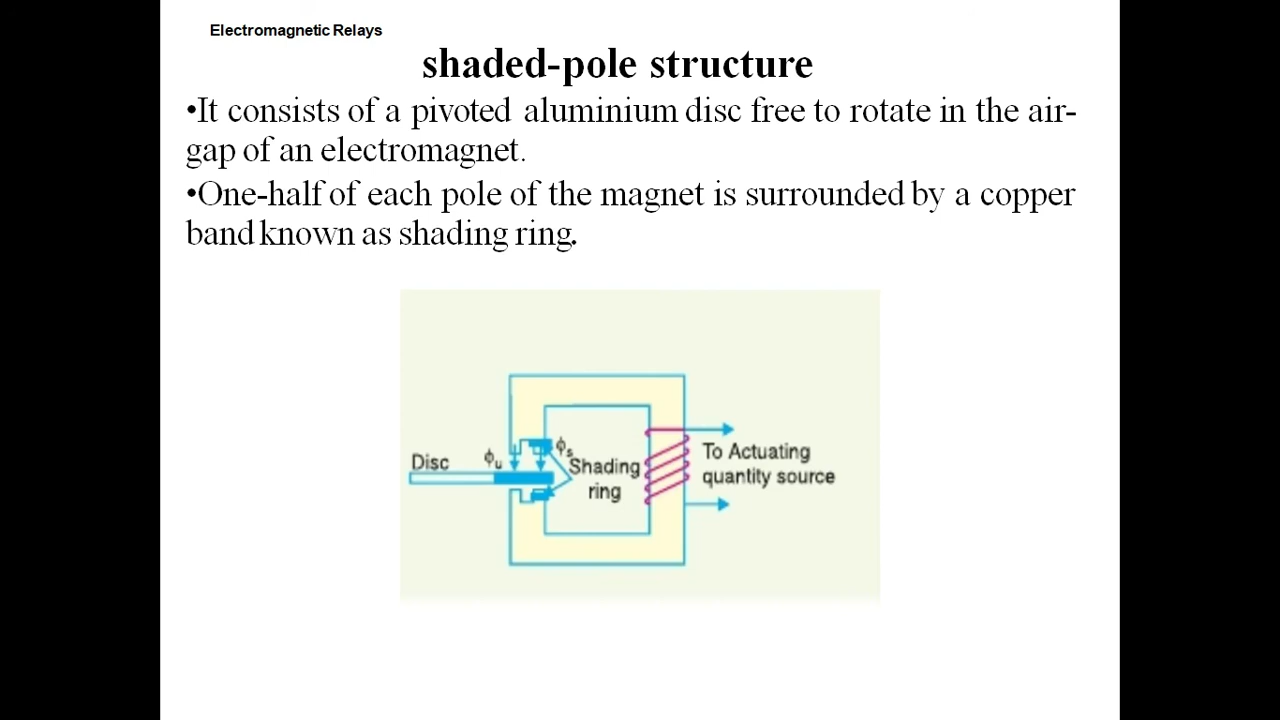 Electromagnetic Relays
shaded-pole structure
•It consists of a pivoted aluminium disc free to rotate in the air-
gap of an electromagnet.
•One-half of each pole of the magnet is surrounded by a copper
band known as shading ring.
Disc
ϕu
ϕs
Shading
ring
To Actuating
quantity source